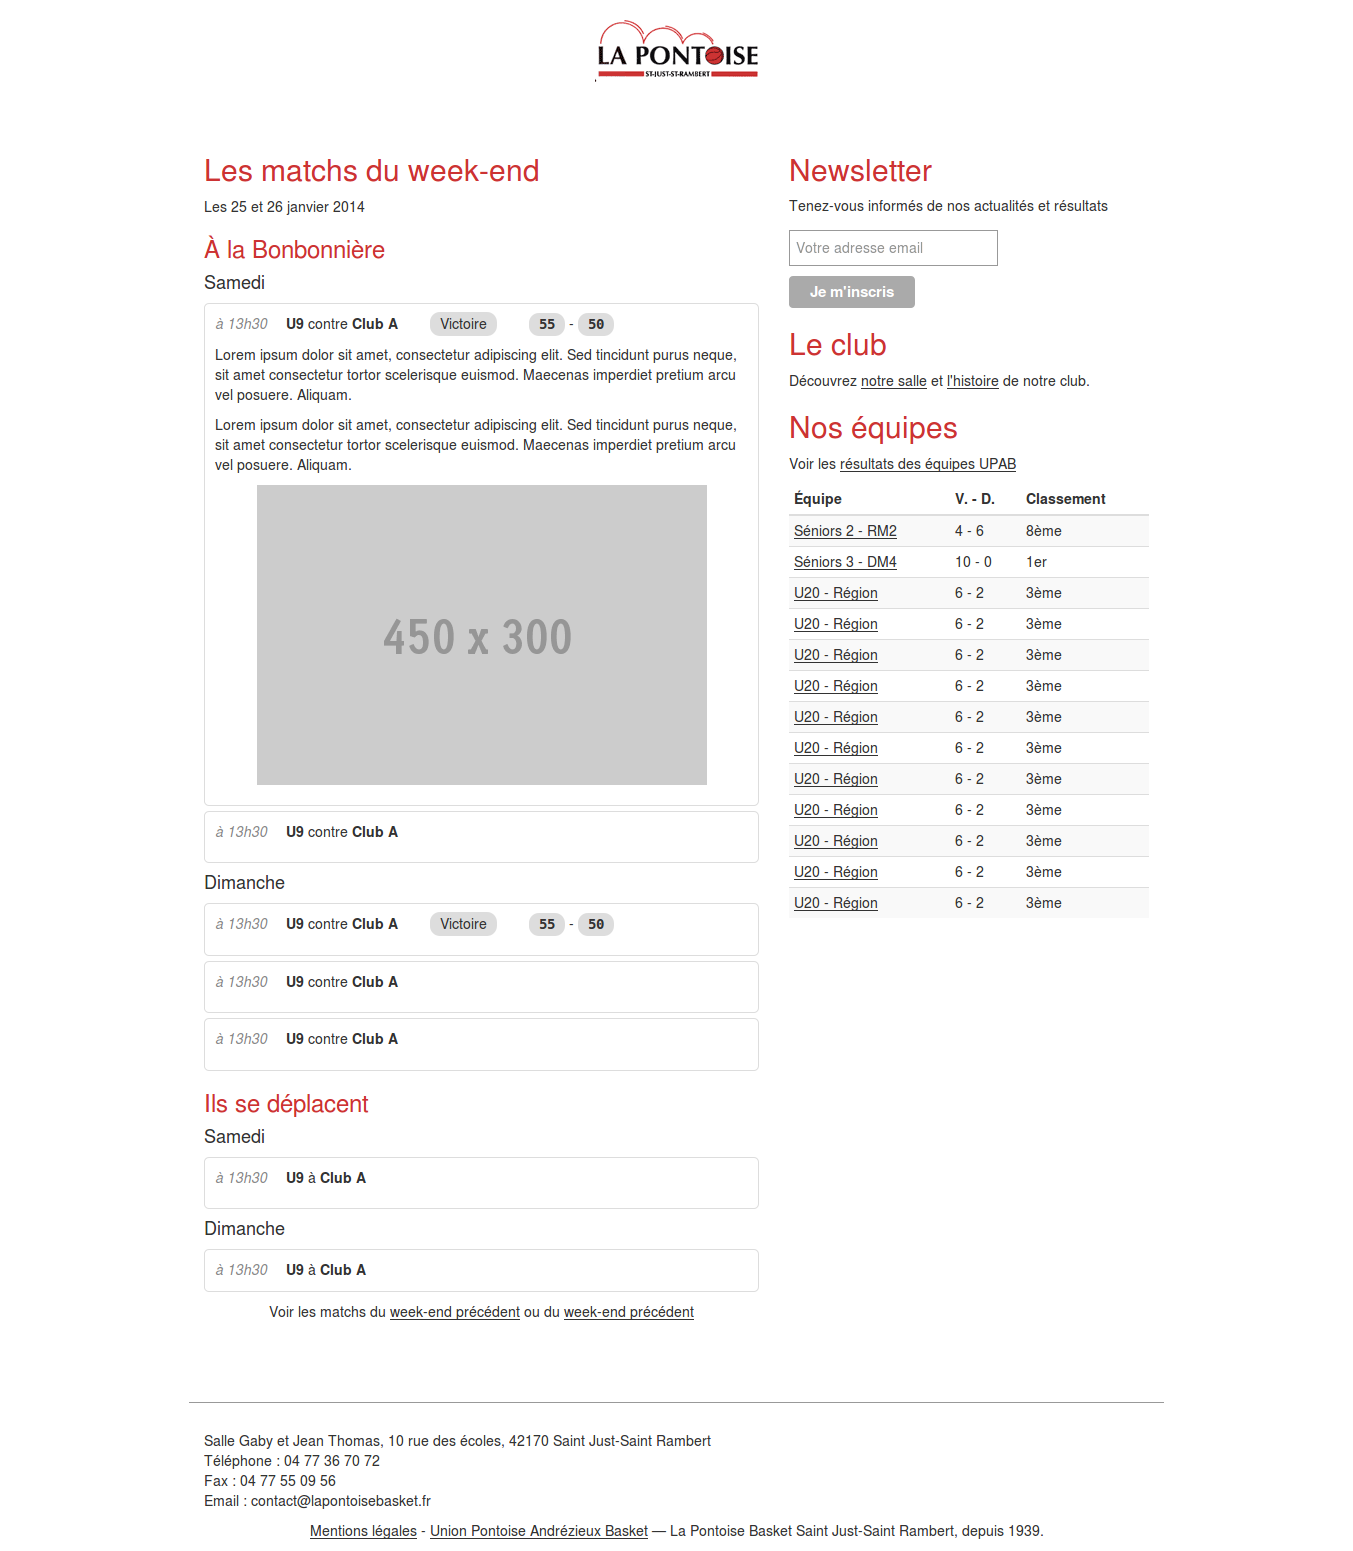 LA PONTOISE
ST-JUST-ST-RAMBERT
Les matchs du week-end
Les 25 et 26 janvier 2014
À la Bonbonnière
Samedi
à 13h30 U9 contre Club A Victoire 55 - 50
Lorem ipsum dolor sit amet, consectetur adipiscing elit. Sed tincidunt purus neque,
sit amet consectetur tortor scelerisque euismod. Maecenas imperdiet pretium arcu
vel posuere. Aliquam.
Lorem ipsum dolor sit amet, consectetur adipiscing elit. Sed tincidunt purus neque,
sit amet consectetur tortor scelerisque euismod. Maecenas imperdiet pretium arcu
vel posuere. Aliquam.
450 x 300
à 13h30 U9 contre Club A
Dimanche
à 13h30 U9 contre Club A Victoire 55 - 50
à 13h30 U9 contre Club A
à 13h30 U9 contre Club A
Ils se déplacent
Samedi
à 13h30 U9 à Club A
Dimanche
à 13h30 U9 à Club A
Voir les matchs du week-end précédent ou du week-end précédent
Newsletter
Tenez-vous informés de nos actualités et résultats
Votre adresse email
Je m'inscris
Le club
Découvrez notre salle et l'histoire de notre club.
Nos équipes
Voir les résultats des équipes UPAB
Équipe V. - D. Classement
Séniors 2 - RM2 4 - 6 8ème
Séniors 3 - DM4 10 - 0 1er
U20 - Région 6 - 2 3ème
U20 - Région 6 - 2 3ème
U20 - Région 6 - 2 3ème
U20 - Région 6 - 2 3ème
U20 - Région 6 - 2 3ème
U20 - Région 6 - 2 3ème
U20 - Région 6 - 2 3ème
U20 - Région 6 - 2 3ème
U20 - Région 6 - 2 3ème
U20 - Région 6 - 2 3ème
U20 - Région 6 - 2 3ème
Salle Gaby et Jean Thomas, 10 rue des écoles, 42170 Saint Just-Saint Rambert
Téléphone : 04 77 36 70 72
Fax : 04 77 55 09 56
Email : contact@lapontoisebasket.fr
Mentions légales - Union Pontoise Andrézieux Basket — La Pontoise Basket Saint Just-Saint Rambert, depuis 1939.